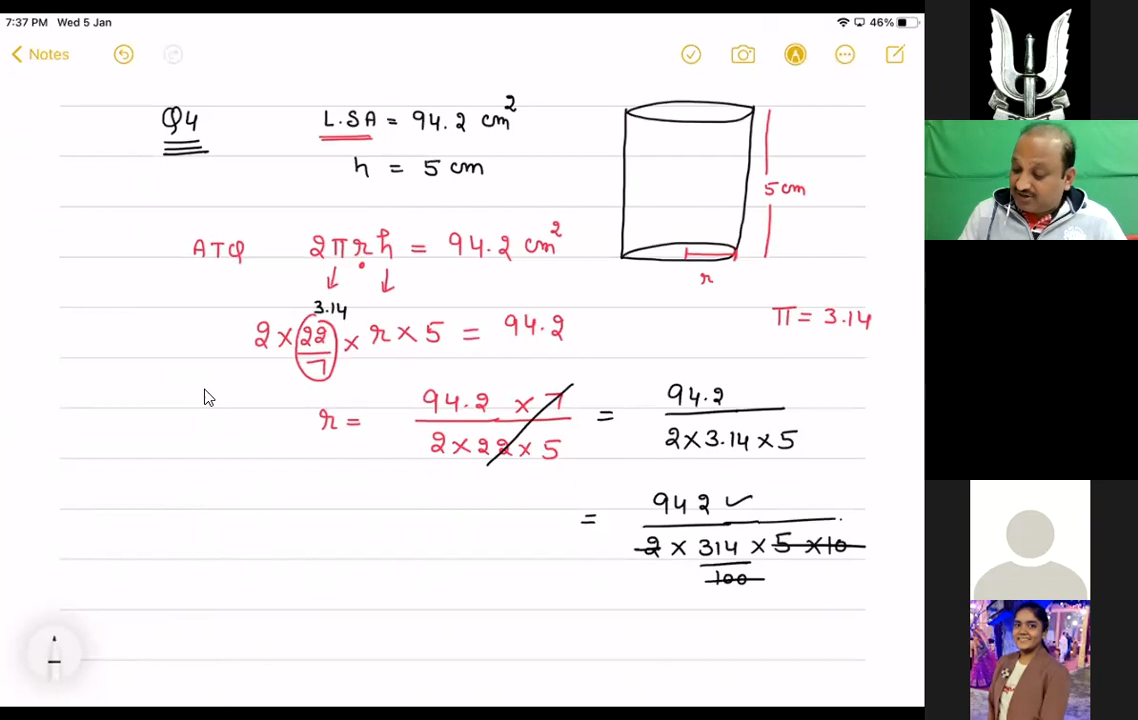 7:37 PM Wed 5 Jan 46%
Notes
Q4 L.SA = 94.2 cm²
h = 5 cm
5 cm
ATQ 2πrh = 94.2 cm²
r
3.14
π = 3.14
2 × 22/7 × r × 5 = 94.2
r = 94.2 × 7 / 2 × 22 × 5 = 94.2 / 2 × 3.14 × 5
= 942 ✓ / 2 × 314/100 × 5 × 10